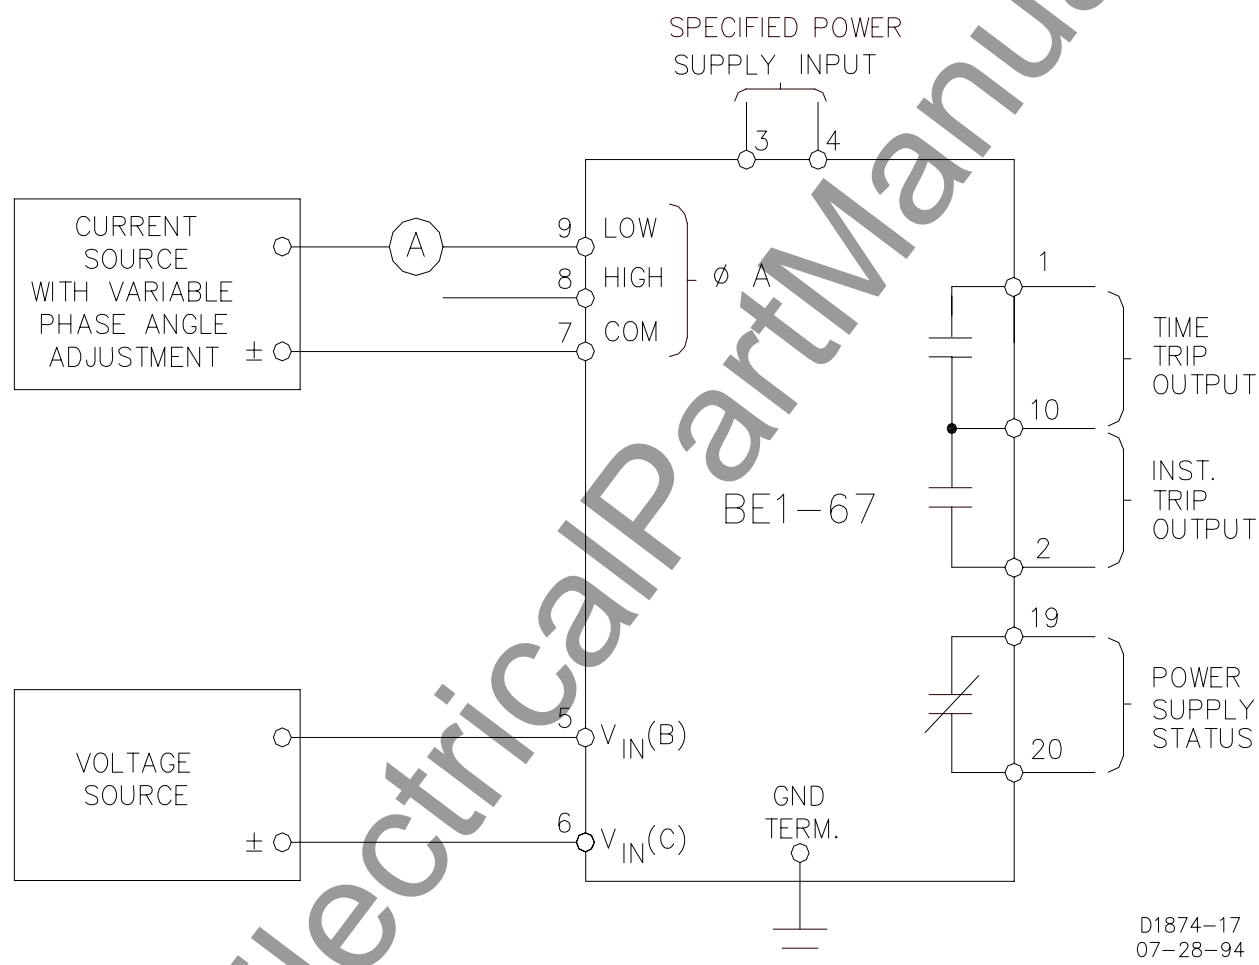 SPECIFIED POWER
SUPPLY INPUT
3 4
CURRENT
SOURCE
WITH VARIABLE
PHASE ANGLE
ADJUSTMENT ±
A
9 LOW
8 HIGH
7 COM
ø A
1
TIME
TRIP
OUTPUT
10
INST.
TRIP
OUTPUT
2
BE1-67
19
POWER
SUPPLY
STATUS
20
VOLTAGE
SOURCE
±
5 VIN(B)
6 VIN(C)
GND
TERM.
D1874-17
07-28-94